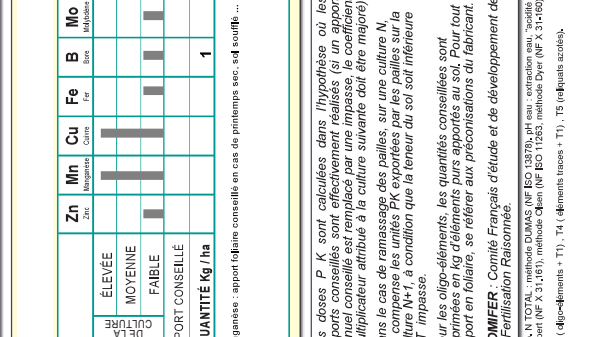 Zn Mn Cu Fe B Mo
Zinc Manganèse Cuivre Fer Bore Molybdène
DE LA
CULTURE
ÉLEVÉE
MOYENNE
FAIBLE
PORT CONSEILLÉ
UANTITÉ Kg / ha 1
ganèse : apport foliaire conseillé en cas de printemps sec, sol soufflé ...
s doses P K sont calculées dans l'hypothèse où les
ports conseillés sont effectivement réalisés (si un apport
nuel conseillé est remplacé par une impasse, le coefficien
ultiplicateur attribué à la culture suivante doit être majoré)
ns le cas de ramassage des pailles, sur une culture N,
compense les unités PK exportées par les pailles sur la
lture N+1, à condition que la teneur du sol soit inférieure
T impasse.
ur les oligo-éléments, les quantités conseillées sont
primées en kg d'éléments purs apportés au sol. Pour tout
port en foliaire, se référer aux préconisations du fabricant.
OMIFER : Comité Français d'étude et de développement de
Fertilisation Raisonnée.
. N TOTAL : méthode DUMAS (NF ISO 13878). pH eau : extraction eau, "acidité
bert (NF X 31,161), méthode Olsen (NF ISO 11263, méthode Dyer (NF X 31-160)
( oligo-éléments + T1) , T4 ( éléments traces + T1) , T5 (reliquats azotés).